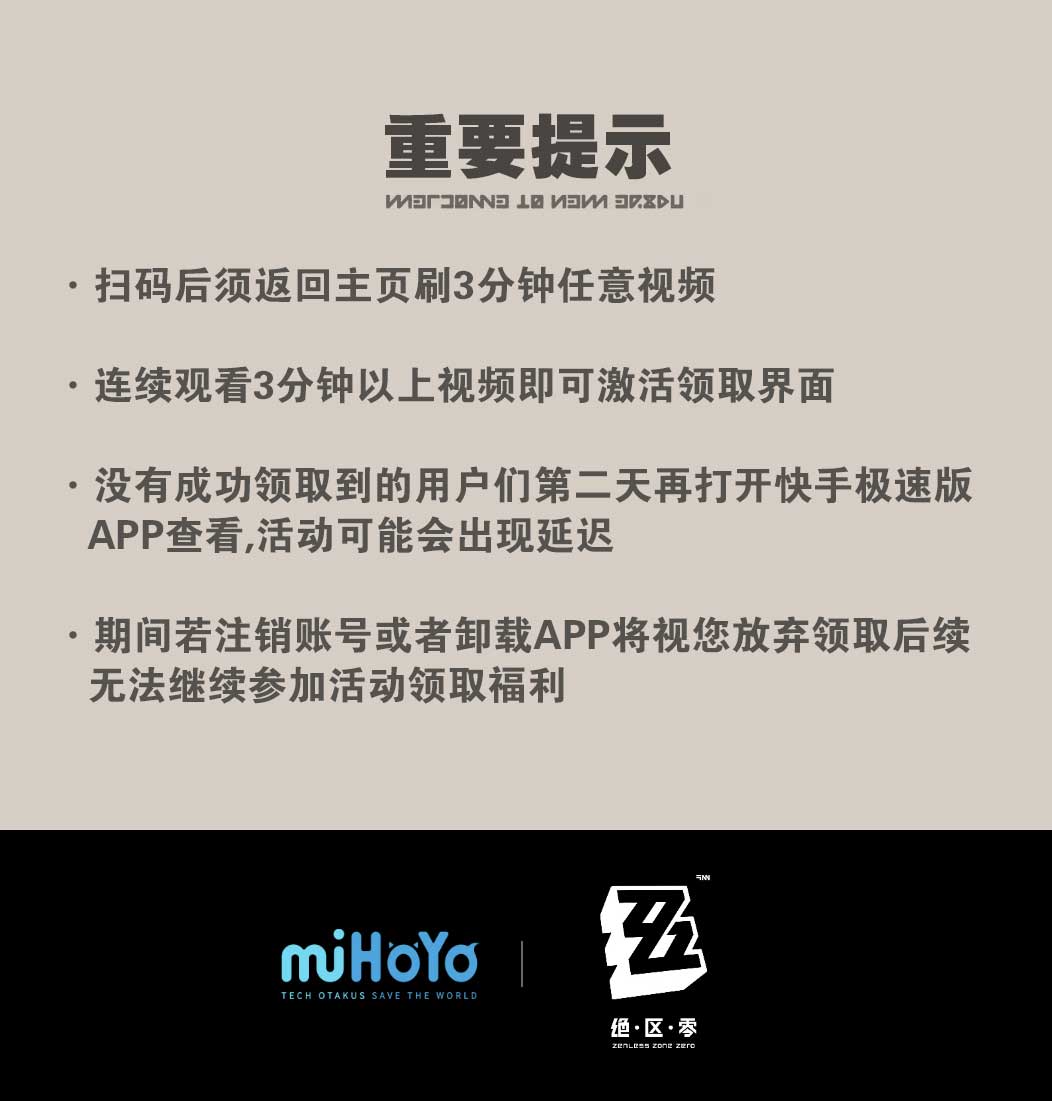 重要提示
· 扫码后须返回主页刷3分钟任意视频
· 连续观看3分钟以上视频即可激活领取界面
· 没有成功领取到的用户们第二天再打开快手极速版
APP查看,活动可能会出现延迟
· 期间若注销账号或者卸载APP将视您放弃领取后续
无法继续参加活动领取福利
miHoYo
TECH OTAKUS SAVE THE WORLD
绝·区·零
ZENLESS ZONE ZERO